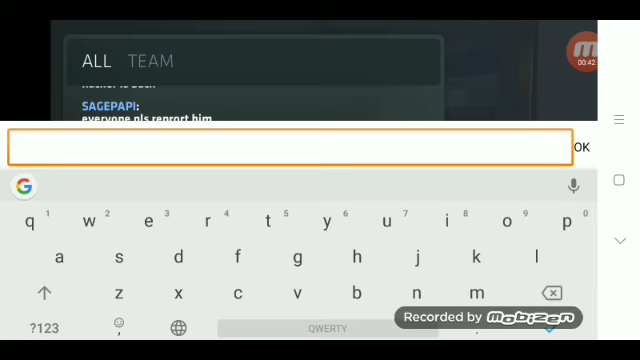 ALL TEAM
00:42
SAGEPAPI:
everyone pls reprort him
OK
q 1 w 2 e 3 r 4 t 5 y 6 u 7 i 8 o 9 p 0
a s d f g h j k l
z x c v b n m
?123 , QWERTY .
Recorded by Mobizen